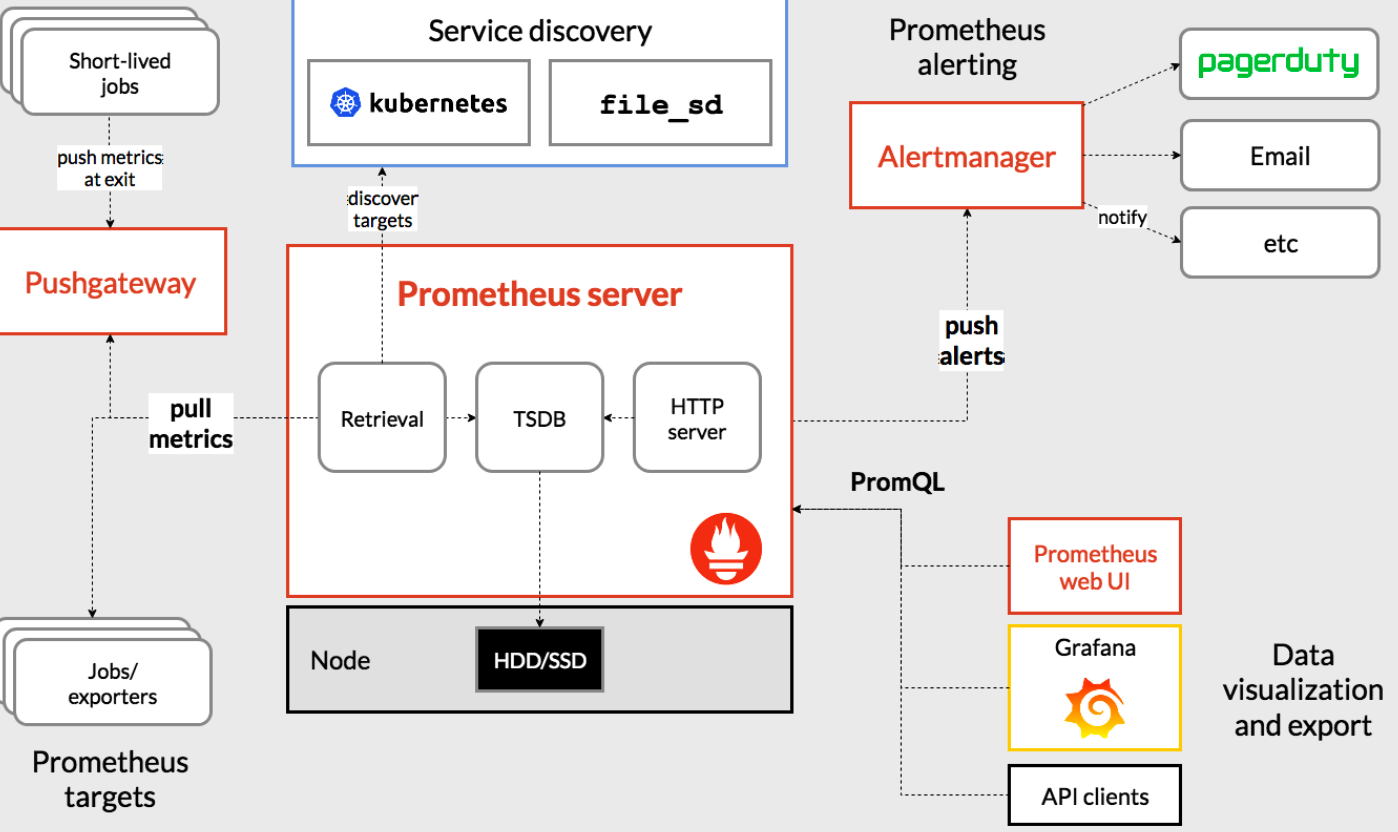 Short-lived
jobs
push metrics
at exit
Pushgateway
pull
metrics
Jobs/
exporters
Prometheus
targets
Service discovery
kubernetes
file_sd
discover
targets
Prometheus server
Retrieval
TSDB
HTTP
server
Node
HDD/SSD
Prometheus
alerting
Alertmanager
pagerduty
Email
notify
etc
push
alerts
PromQL
Prometheus
web UI
Grafana
API clients
Data
visualization
and export